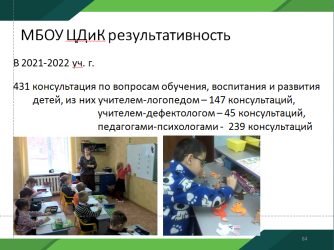 МБОУ ЦДиК результативность
В 2021-2022 уч. г.
431 консультация по вопросам обучения, воспитания и развития
детей, из них учителем-логопедом – 147 консультаций,
учителем-дефектологом – 45 консультаций,
педагогами-психологами - 239 консультаций
84